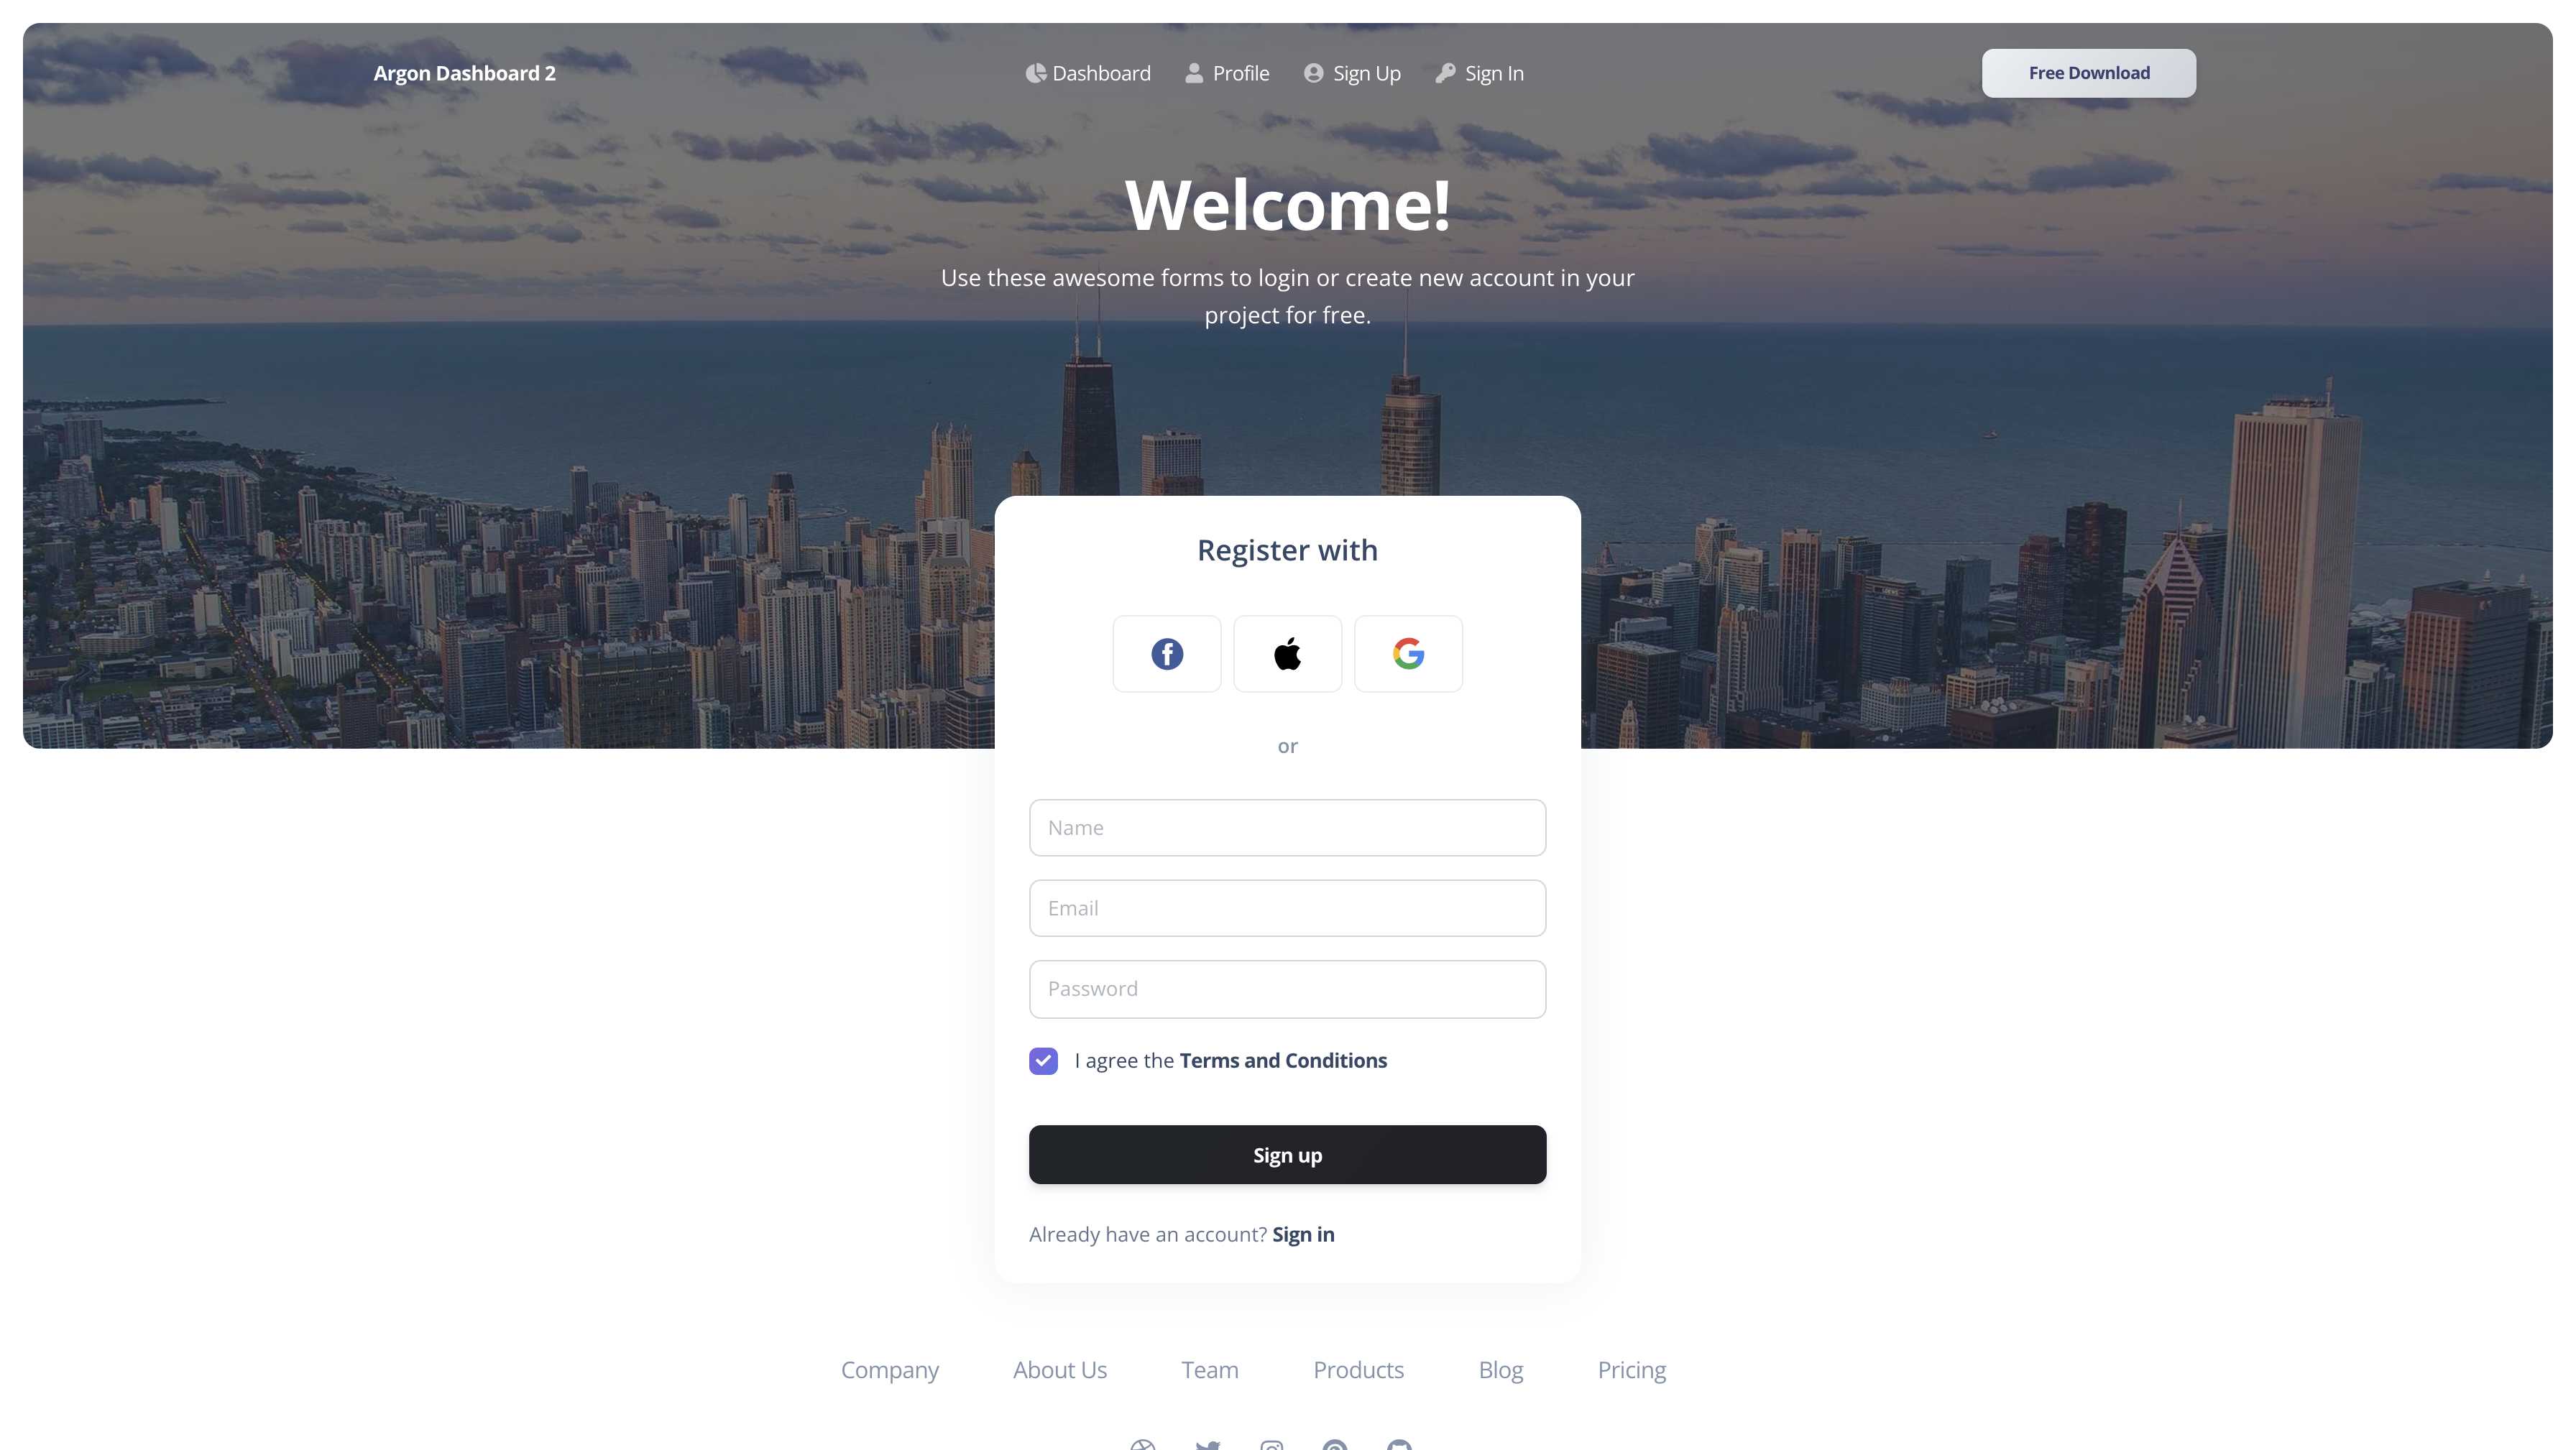 Argon Dashboard 2
Dashboard
Profile
Sign Up
Sign In
Free Download
Welcome!
Use these awesome forms to login or create new account in your
project for free.
Register with
or
Name
Email
Password
I agree the Terms and Conditions
Sign up
Already have an account? Sign in
Company
About Us
Team
Products
Blog
Pricing